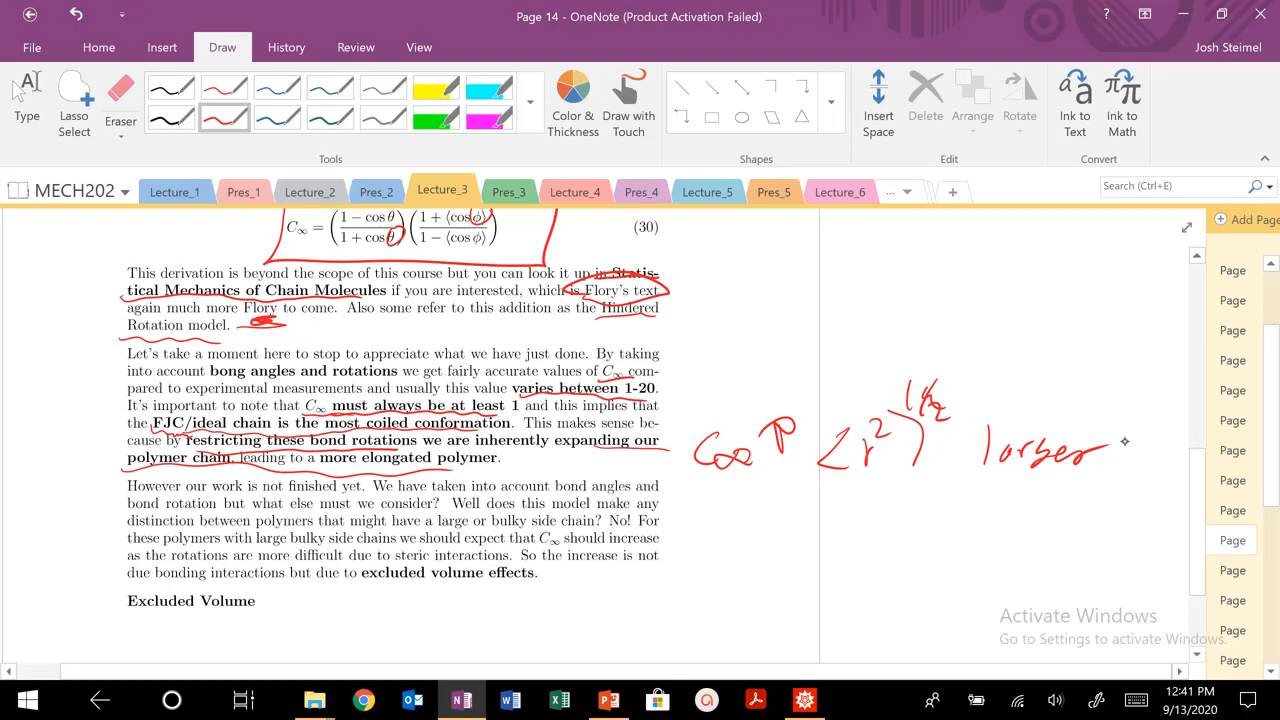 Page 14 - OneNote (Product Activation Failed)
File Home Insert Draw History Review View Josh Steimel
Type Lasso Select Eraser Color & Thickness Draw with Touch Insert Space Delete Arrange Rotate Ink to Text Ink to Math
Tools Shapes Edit Convert
MECH202 Lecture_1 Pres_1 Lecture_2 Pres_2 Lecture_3 Pres_3 Lecture_4 Pres_4 Lecture_5 Pres_5 Lecture_6 ... Search (Ctrl+E)
Add Page
C∞ = (1 − cos θ / 1 + cos θ) (1 + ⟨cos ϕ⟩ / 1 − ⟨cos ϕ⟩) (30)
This derivation is beyond the scope of this course but you can look it up in Statis-
tical Mechanics of Chain Molecules if you are interested, which is Flory's text
again much more Flory to come. Also some refer to this addition as the Hindered
Rotation model.
Let's take a moment here to stop to appreciate what we have just done. By taking
into account bong angles and rotations we get fairly accurate values of C∞ com-
pared to experimental measurements and usually this value varies between 1-20.
It's important to note that C∞ must always be at least 1 and this implies that
the FJC/ideal chain is the most coiled conformation. This makes sense be-
cause by restricting these bond rotations we are inherently expanding our
polymer chain, leading to a more elongated polymer.
C∞ ↑ ⟨r²⟩^1/2 larger
However our work is not finished yet. We have taken into account bond angles and
bond rotation but what else must we consider? Well does this model make any
distinction between polymers that might have a large or bulky side chain? No! For
these polymers with large bulky side chains we should expect that C∞ should increase
as the rotations are more difficult due to steric interactions. So the increase is not
due bonding interactions but due to excluded volume effects.
Excluded Volume
Page
Page
Page
Page
Page
Page
Page
Page
Page
Page
Page
Page
Page
Page
Activate Windows
Go to Settings to activate Windows.
12:41 PM
9/13/2020